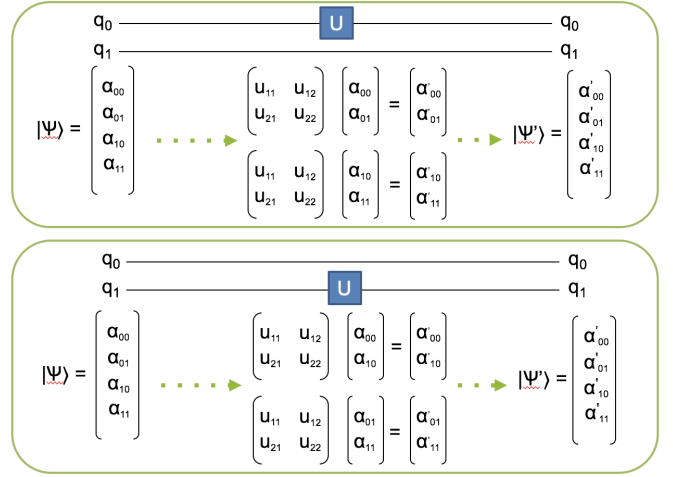 q₀ U q₀
q₁ q₁
|Ψ⟩ = (α₀₀ α₀₁ α₁₀ α₁₁)
(u₁₁ u₁₂ u₂₁ u₂₂) (α₀₀ α₀₁) = (α'₀₀ α'₀₁)
(u₁₁ u₁₂ u₂₁ u₂₂) (α₁₀ α₁₁) = (α'₁₀ α'₁₁)
|Ψ'⟩ = (α'₀₀ α'₀₁ α'₁₀ α'₁₁)
q₀ q₀
q₁ U q₁
|Ψ⟩ = (α₀₀ α₀₁ α₁₀ α₁₁)
(u₁₁ u₁₂ u₂₁ u₂₂) (α₀₀ α₁₀) = (α'₀₀ α'₁₀)
(u₁₁ u₁₂ u₂₁ u₂₂) (α₀₁ α₁₁) = (α'₀₁ α'₁₁)
|Ψ'⟩ = (α'₀₀ α'₀₁ α'₁₀ α'₁₁)